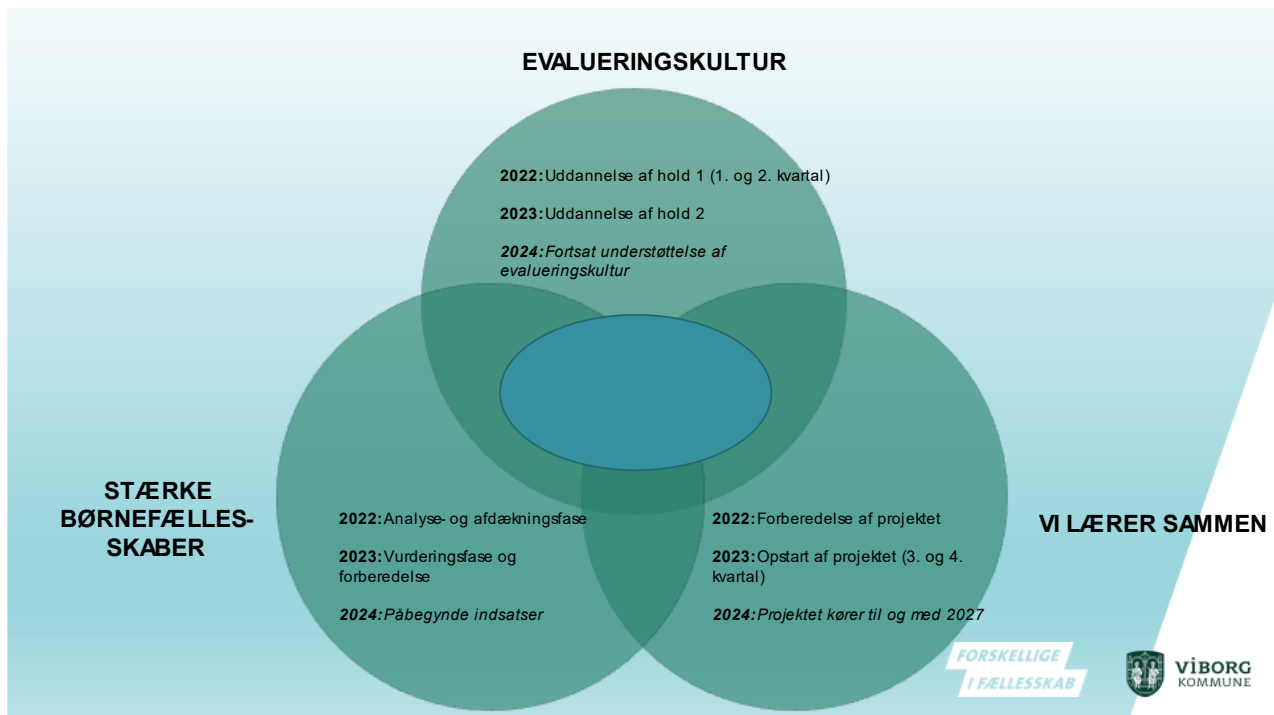 EVALUERINGSKULTUR
2022: Uddannelse af hold 1 (1. og 2. kvartal)
2023: Uddannelse af hold 2
2024: Fortsat understøttelse af
evalueringskultur
STÆRKE
BØRNEFÆLLES-
SKABER
2022: Analyse- og afdækningsfase
2023: Vurderingsfase og
forberedelse
2024: Påbegynde indsatser
2022: Forberedelse af projektet
2023: Opstart af projektet (3. og 4.
kvartal)
2024: Projektet kører til og med 2027
VI LÆRER SAMMEN
FORSKELLIGE
I FÆLLESSKAB
VIBORG
KOMMUNE